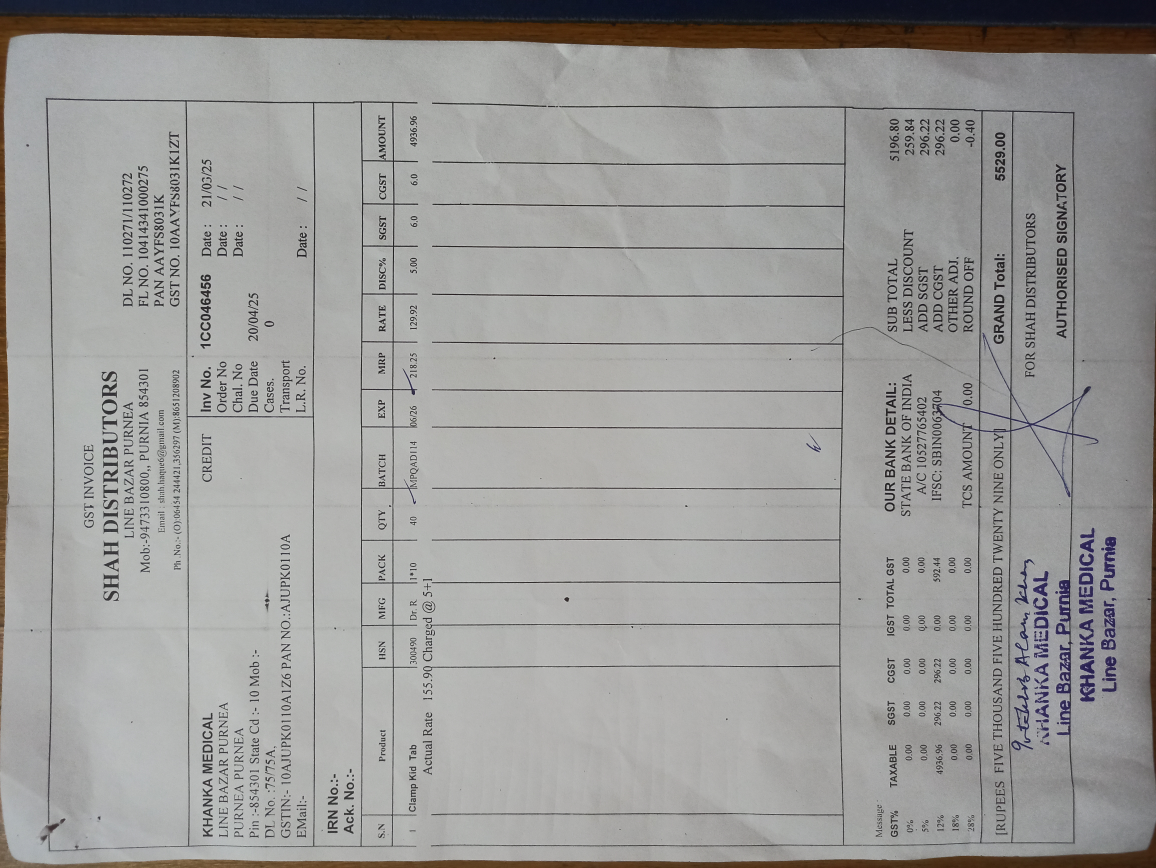 GST INVOICE
SHAH DISTRIBUTORS
LINE BAZAR PURNEA
Mob:-9473310800,, PURNIA 854301
Email : shah.haque6@gmail.com
Ph .No.:- (O):06454 244421,356297 (M):8651208902
DL NO. 110271/110272
FL NO. 10414341000275
PAN AAYFS8031K
GST NO. 10AAYFS8031K1ZT
KHANKA MEDICAL
LINE BAZAR PURNEA
PURNEA PURNEA
Pin :-854301 State Cd :- 10 Mob :-
DL No. :75/75A,
GSTIN:- 10AJUPK0110A1Z6 PAN NO.:AJUPK0110A
EMail:-
CREDIT
Inv No. 1CC046456 Date : 21/03/25
Order No Date : / /
Chal. No Date : / /
Due Date 20/04/25
Cases. 0
Transport
L.R. No. Date : / /
IRN No.:-
Ack. No.:-
S.N Product HSN MFG PACK QTY BATCH EXP MRP RATE DISC% SGST CGST AMOUNT
1 Clamp Kid Tab 300490 Dr. R 1*10 40 MPQAD114 06/26 218.25 129.92 5.00 6.0 6.0 4936.96
Actual Rate 155.90 Charged @ 5+1
Message
GST% TAXABLE SGST CGST IGST TOTAL GST
0% 0.00 0.00 0.00 0.00 0.00
5% 0.00 0.00 0.00 0.00 0.00
12% 4936.96 296.22 296.22 0.00 592.44
18% 0.00 0.00 0.00 0.00 0.00
28% 0.00 0.00 0.00 0.00 0.00
OUR BANK DETAIL:
STATE BANK OF INDIA
A/C 10527765402
IFSC: SBIN0063704
TCS AMOUNT 0.00
SUB TOTAL 5196.80
LESS DISCOUNT 259.84
ADD SGST 296.22
ADD CGST 296.22
OTHER ADJ. 0.00
ROUND OFF -0.40
[RUPEES FIVE THOUSAND FIVE HUNDRED TWENTY NINE ONLY]
GRAND Total: 5529.00
FOR SHAH DISTRIBUTORS
AUTHORISED SIGNATORY
Alam
KHANKA MEDICAL
Line Bazar, Purnia
KHANKA MEDICAL
Line Bazar, Purnia